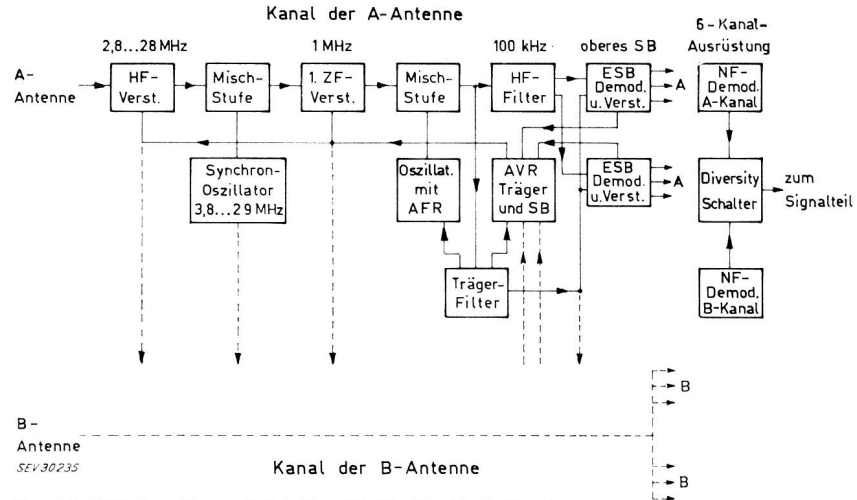 Kanal der A-Antenne
6-Kanal-
Ausrüstung
2,8...28 MHz
1 MHz
100 kHz
oberes SB
A-
Antenne
HF-
Verst.
Misch-
Stufe
1. ZF-
Verst.
Misch-
Stufe
HF-
Filter
ESB
Demod.
u.Verst.
A
NF-
Demod.
A-Kanal
Synchron-
Oszillator
3,8...29 MHz
Oszillat.
mit
AFR
AVR
Träger
und SB
ESB
Demod.
u.Verst.
A
Diversity
Schalter
zum
Signalteil
Träger-
Filter
NF-
Demod.
B-Kanal
B
B-
Antenne
SEV30235
Kanal der B-Antenne
B